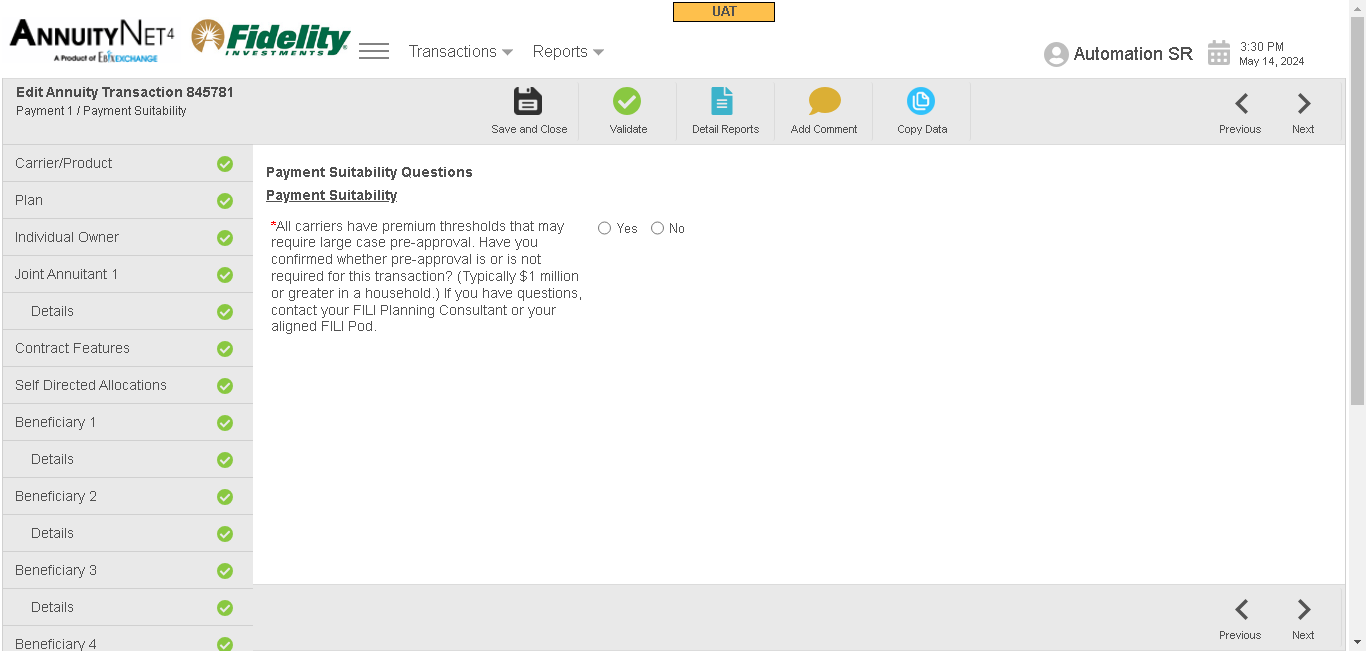 UAT
ANNUITYNET4
A Product of EbixEXCHANGE
Fidelity
INVESTMENTS
Transactions
Reports
Automation SR
3:30 PM
May 14, 2024
Edit Annuity Transaction 845781
Payment 1 / Payment Suitability
Save and Close
Validate
Detail Reports
Add Comment
Copy Data
Previous
Next
Carrier/Product
Plan
Individual Owner
Joint Annuitant 1
Details
Contract Features
Self Directed Allocations
Beneficiary 1
Details
Beneficiary 2
Details
Beneficiary 3
Details
Beneficiary 4
Payment Suitability Questions
Payment Suitability
*All carriers have premium thresholds that may
require large case pre-approval. Have you
confirmed whether pre-approval is or is not
required for this transaction? (Typically $1 million
or greater in a household.) If you have questions,
contact your FILI Planning Consultant or your
aligned FILI Pod.
Yes
No
Previous
Next